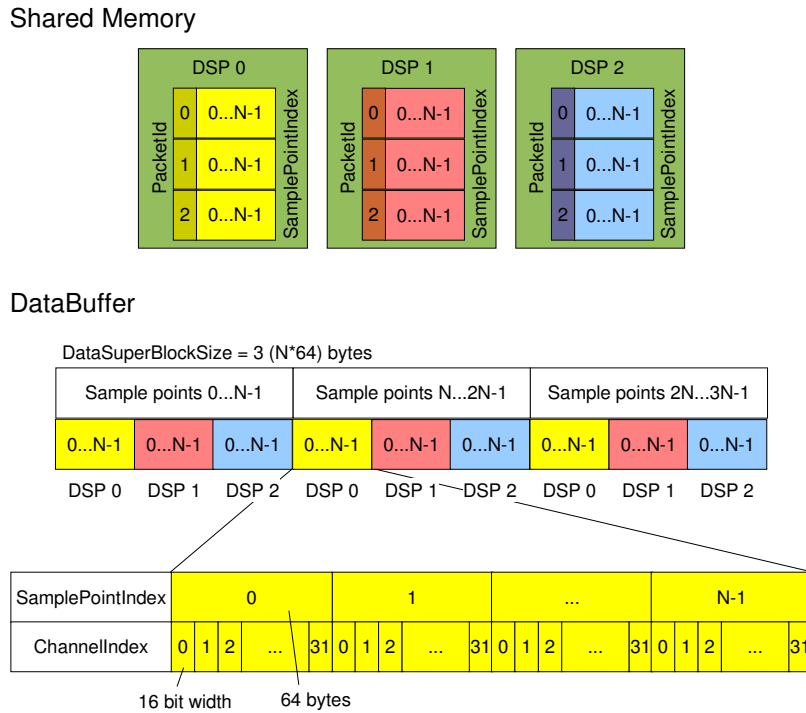 Shared Memory
DSP 0 DSP 1 DSP 2
PacketId 0 0...N-1 SamplePointIndex PacketId 0 0...N-1 SamplePointIndex PacketId 0 0...N-1 SamplePointIndex
1 0...N-1 1 0...N-1 1 0...N-1
2 0...N-1 2 0...N-1 2 0...N-1
DataBuffer
DataSuperBlockSize = 3 (N*64) bytes
Sample points 0...N-1 Sample points N...2N-1 Sample points 2N...3N-1
0...N-1 0...N-1 0...N-1 0...N-1 0...N-1 0...N-1 0...N-1 0...N-1 0...N-1
DSP 0 DSP 1 DSP 2 DSP 0 DSP 1 DSP 2 DSP 0 DSP 1 DSP 2
SamplePointIndex 0 1 ... N-1
ChannelIndex 0 1 2 ... 31 0 1 2 ... 31 0 1 2 ... 31 0 1 2 ... 31
16 bit width 64 bytes